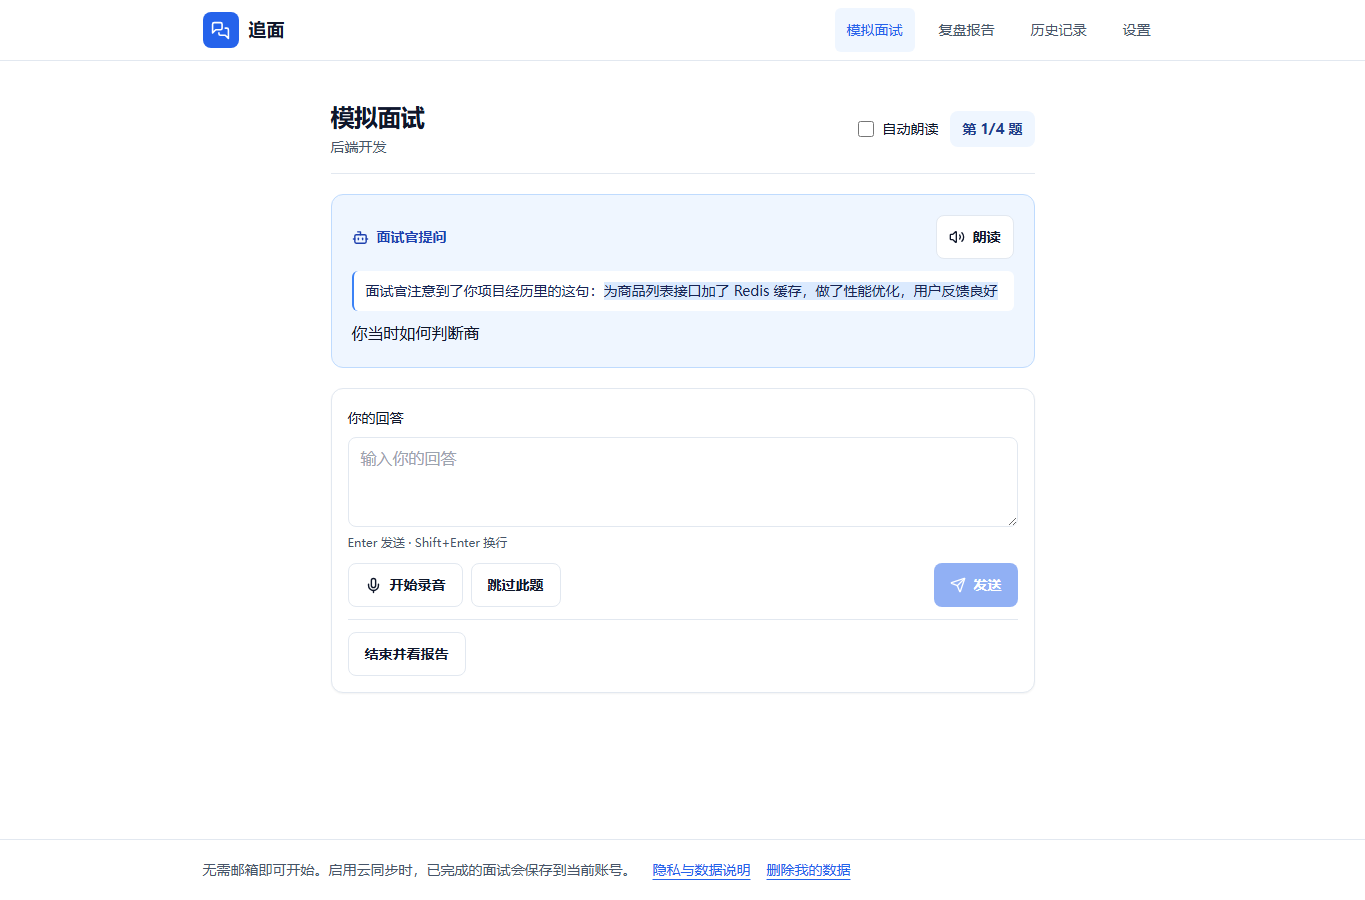 追面
模拟面试 复盘报告 历史记录 设置
模拟面试
后端开发
自动朗读
第 1/4 题
面试官提问
朗读
面试官注意到了你项目经历里的这句：为商品列表接口加了 Redis 缓存，做了性能优化，用户反馈良好
你当时如何判断商
你的回答
输入你的回答
Enter 发送 · Shift+Enter 换行
开始录音 跳过此题 发送
结束并看报告
无需邮箱即可开始。启用云同步时，已完成的面试会保存到当前账号。 隐私与数据说明 删除我的数据